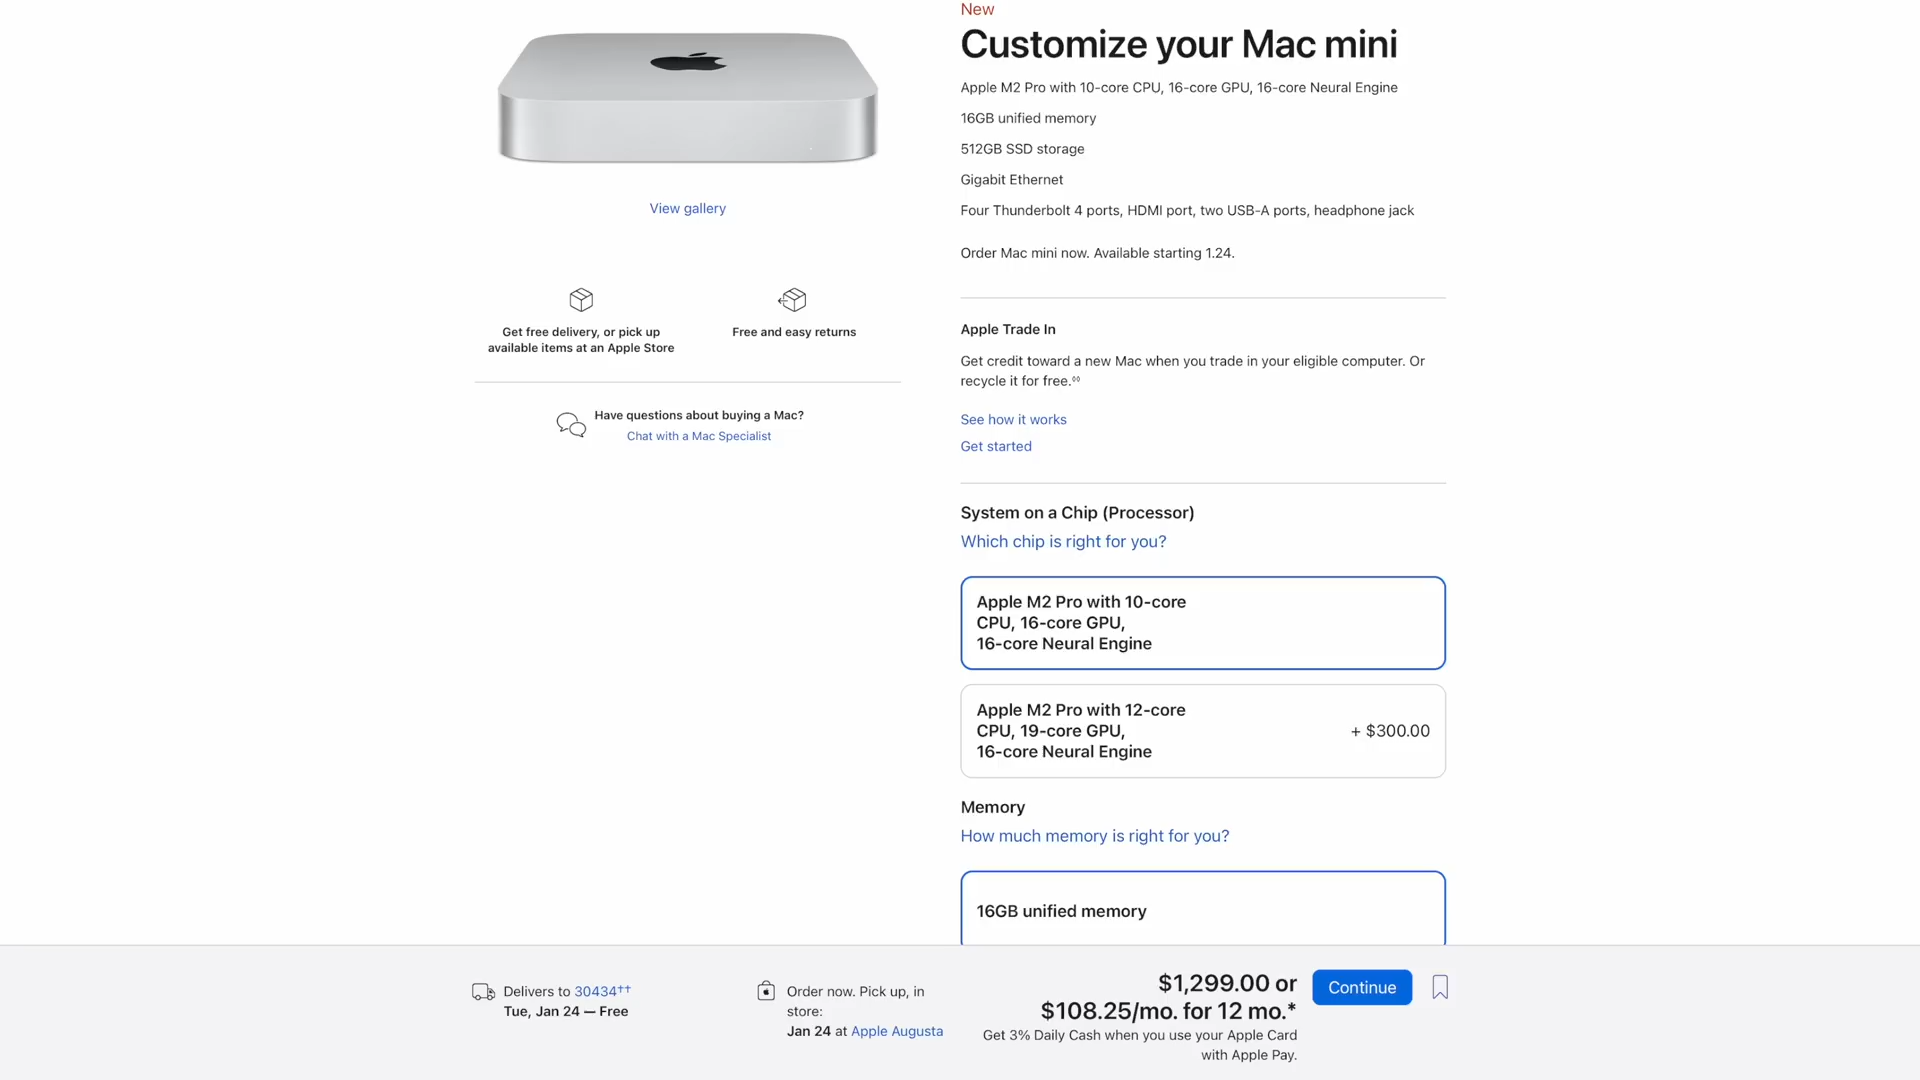 New
Customize your Mac mini
Apple M2 Pro with 10-core CPU, 16-core GPU, 16-core Neural Engine
16GB unified memory
512GB SSD storage
Gigabit Ethernet
Four Thunderbolt 4 ports, HDMI port, two USB-A ports, headphone jack
Order Mac mini now. Available starting 1.24.
View gallery
Get free delivery, or pick up
available items at an Apple Store
Free and easy returns
Have questions about buying a Mac?
Chat with a Mac Specialist
Apple Trade In
Get credit toward a new Mac when you trade in your eligible computer. Or
recycle it for free.◊◊
See how it works
Get started
System on a Chip (Processor)
Which chip is right for you?
Apple M2 Pro with 10-core
CPU, 16-core GPU,
16-core Neural Engine
Apple M2 Pro with 12-core
CPU, 19-core GPU,
16-core Neural Engine
+ $300.00
Memory
How much memory is right for you?
16GB unified memory
Delivers to 30434††
Tue, Jan 24 — Free
Order now. Pick up, in
store:
Jan 24 at Apple Augusta
$1,299.00 or
$108.25/mo. for 12 mo.*
Get 3% Daily Cash when you use your Apple Card
with Apple Pay.
Continue